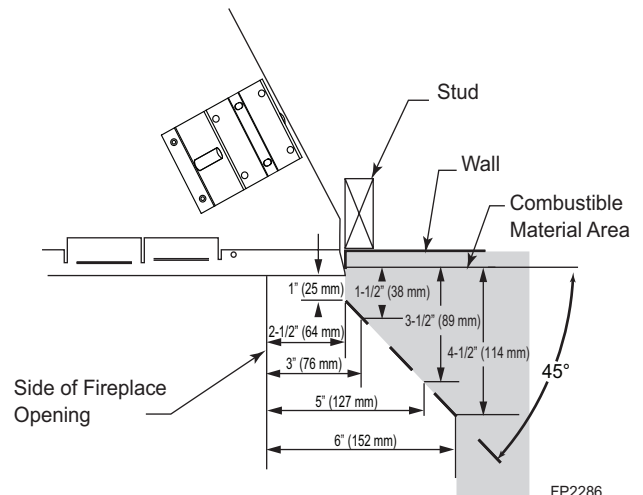 Stud
Wall
Combustible
Material Area
1" (25 mm)
1-1/2" (38 mm)
3-1/2" (89 mm)
2-1/2" (64 mm)
4-1/2" (114 mm)
3" (76 mm)
45°
Side of Fireplace
Opening
5" (127 mm)
6" (152 mm)
FP2286